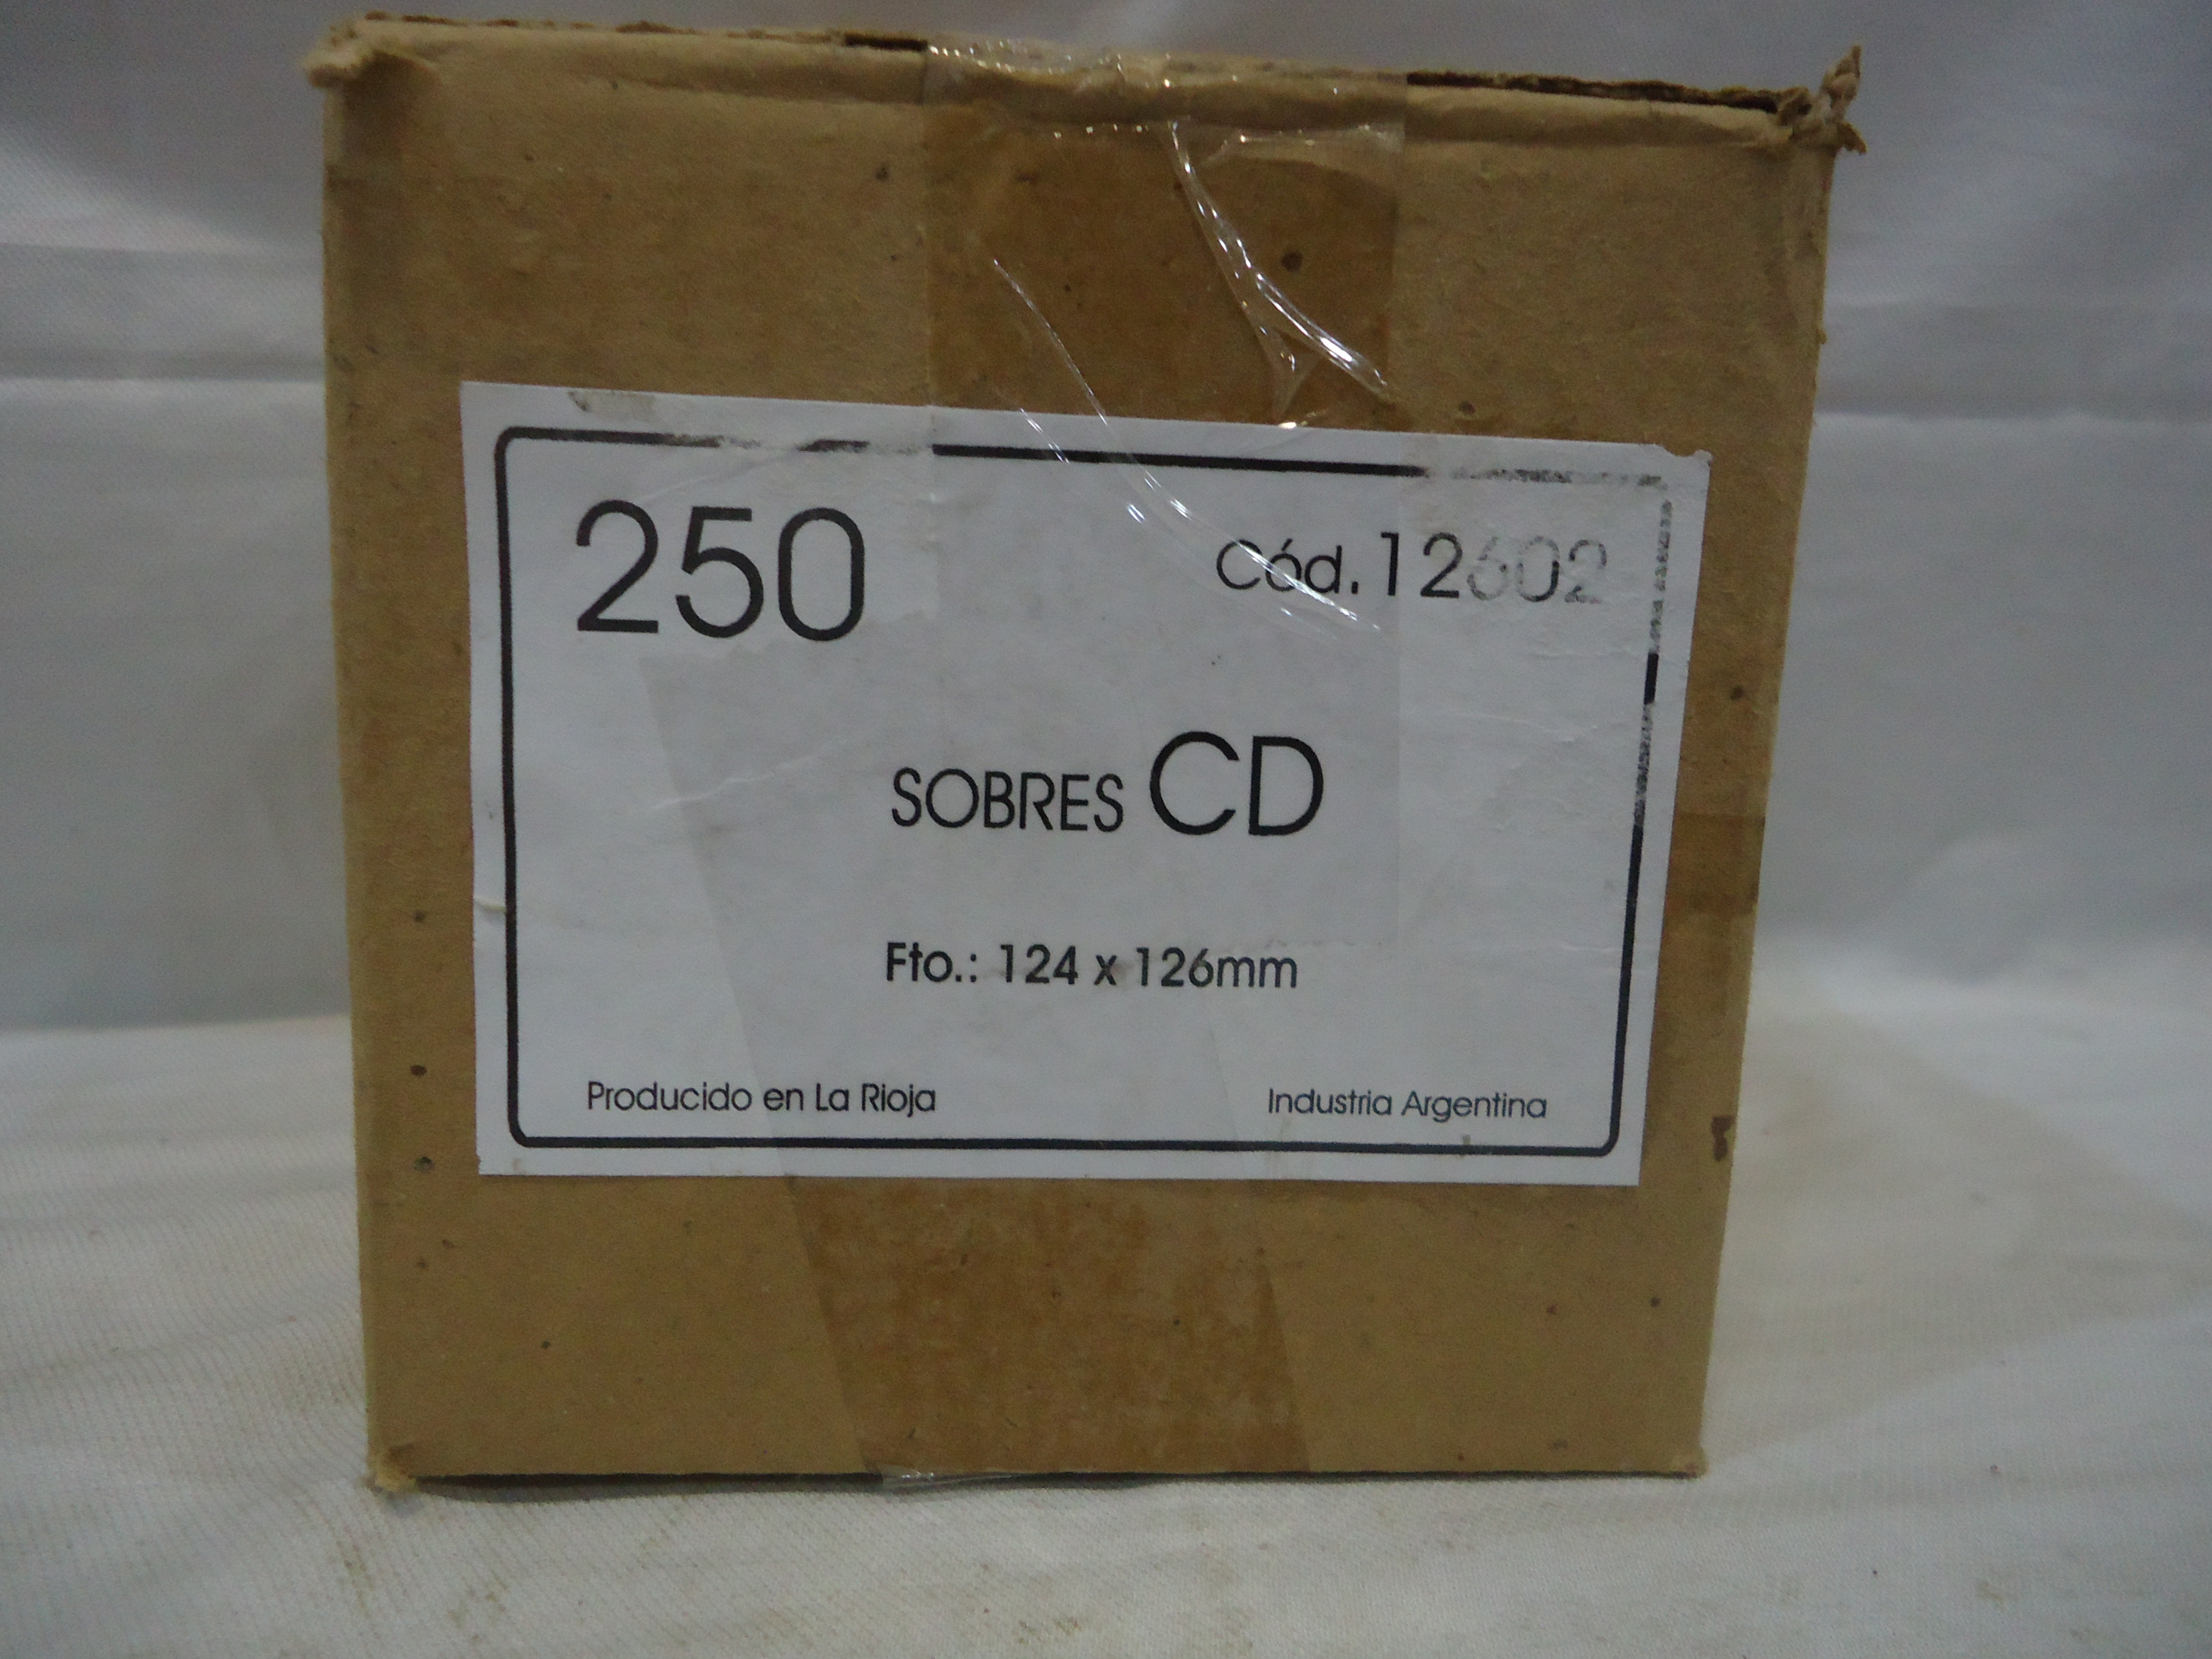 250
Cód.12602
SOBRES CD
Fto.: 124 x 126mm
Producido en La Rioja
Industria Argentina